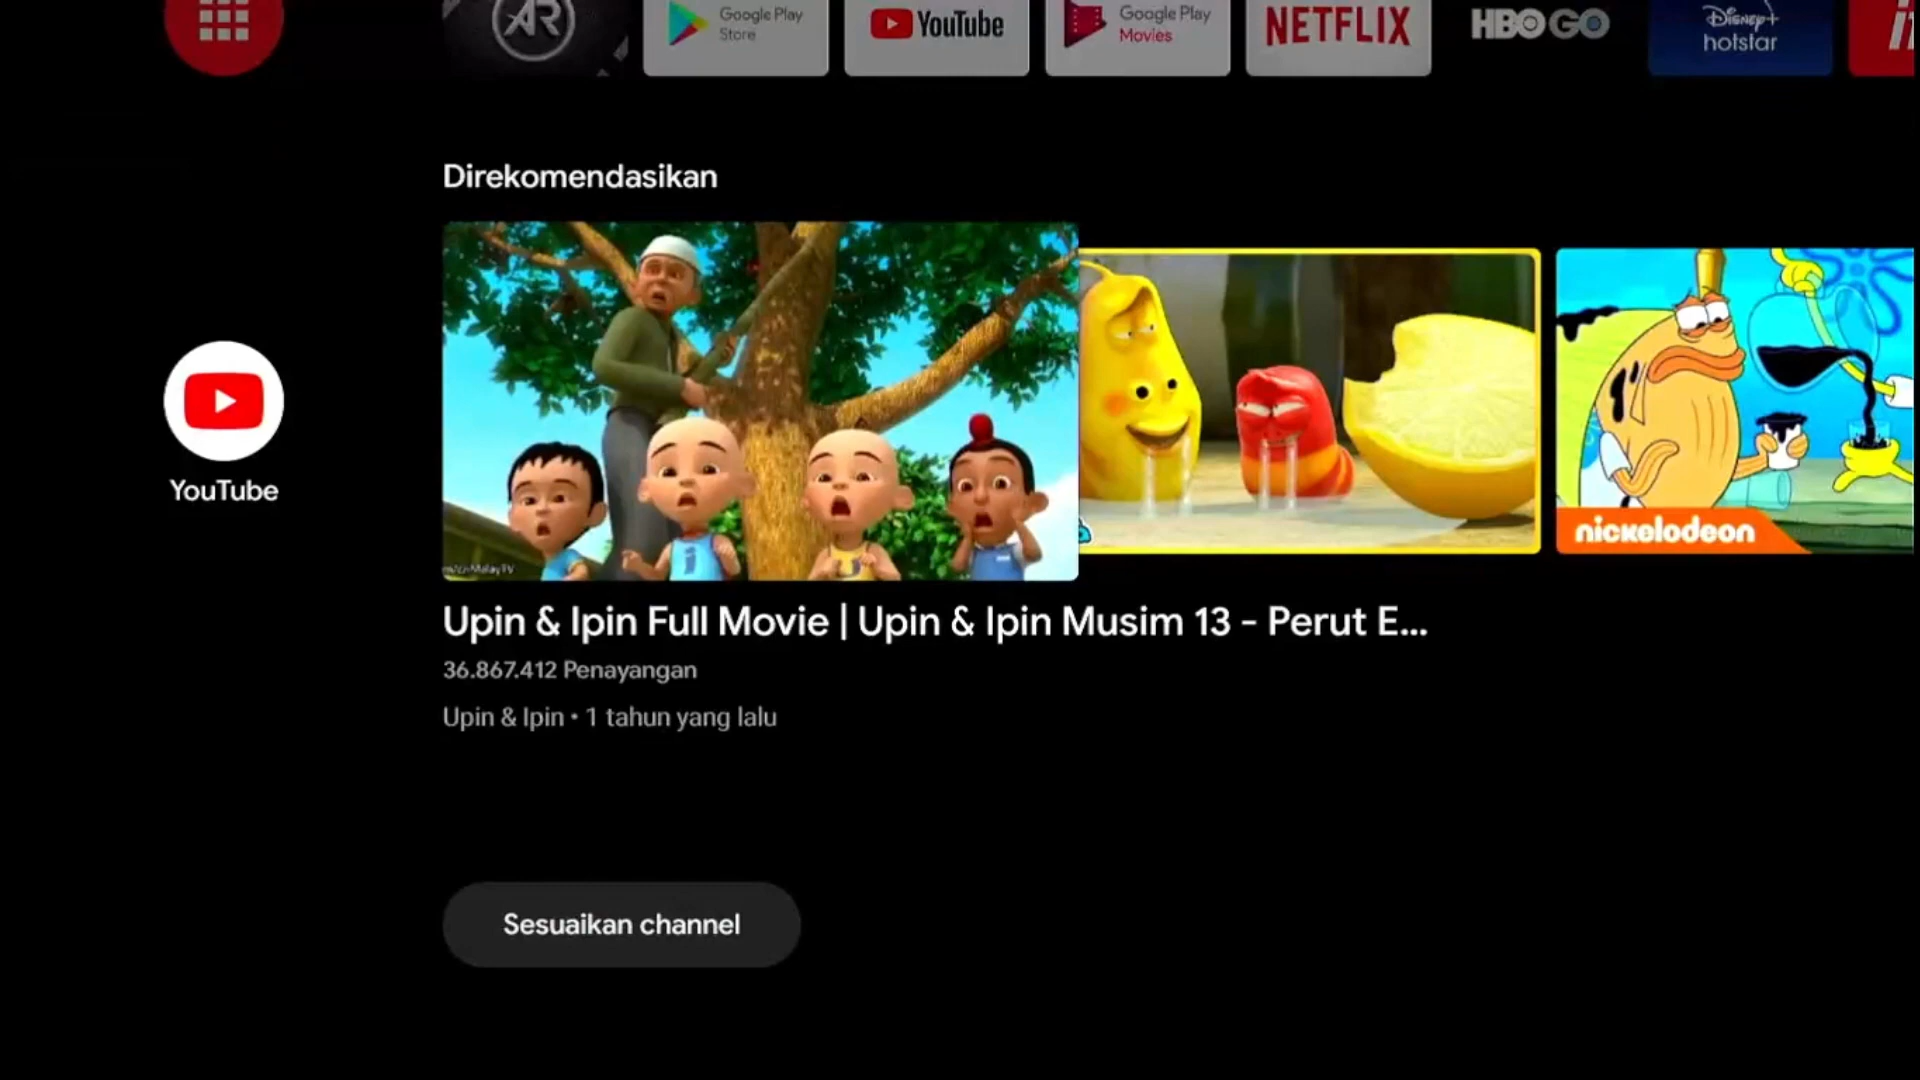 AR
Google Play
Store
YouTube
Google Play
Movies
NETFLIX
HBO GO
Disney+
hotstar
Direkomendasikan
nickelodeon
YouTube
Upin & Ipin Full Movie | Upin & Ipin Musim 13 - Perut E...
36.867.412 Penayangan
Upin & Ipin • 1 tahun yang lalu
Sesuaikan channel